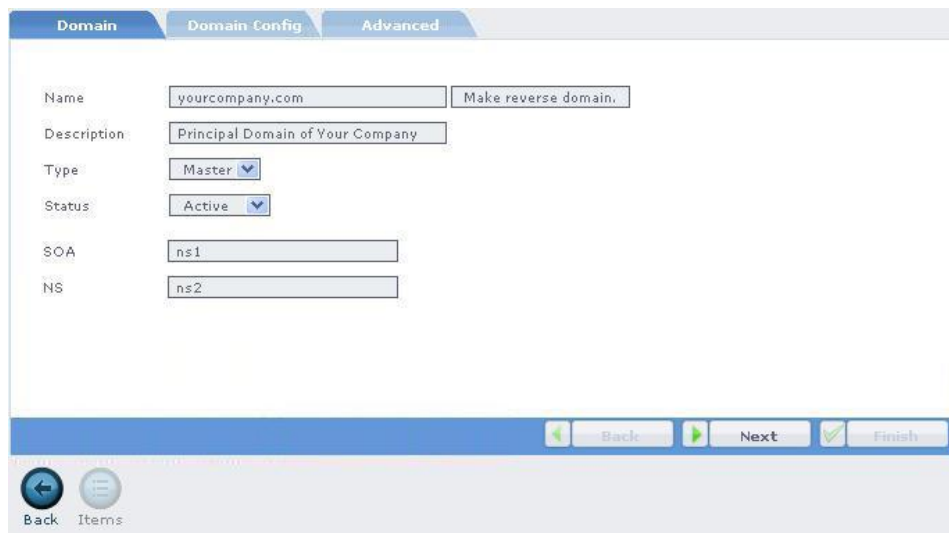 Domain Domain Config Advanced
Name yourcompany.com Make reverse domain.
Description Principal Domain of Your Company
Type Master
Status Active
SOA ns1
NS ns2
Back Next Finish
Back Items